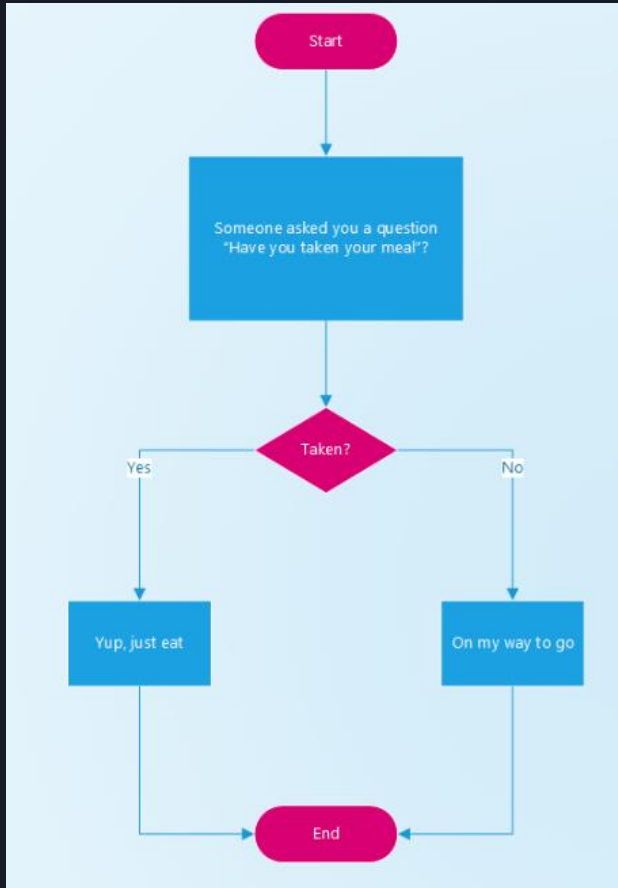 Start
Someone asked you a question
"Have you taken your meal"?
Taken?
Yes
No
Yup, just eat
On my way to go
End